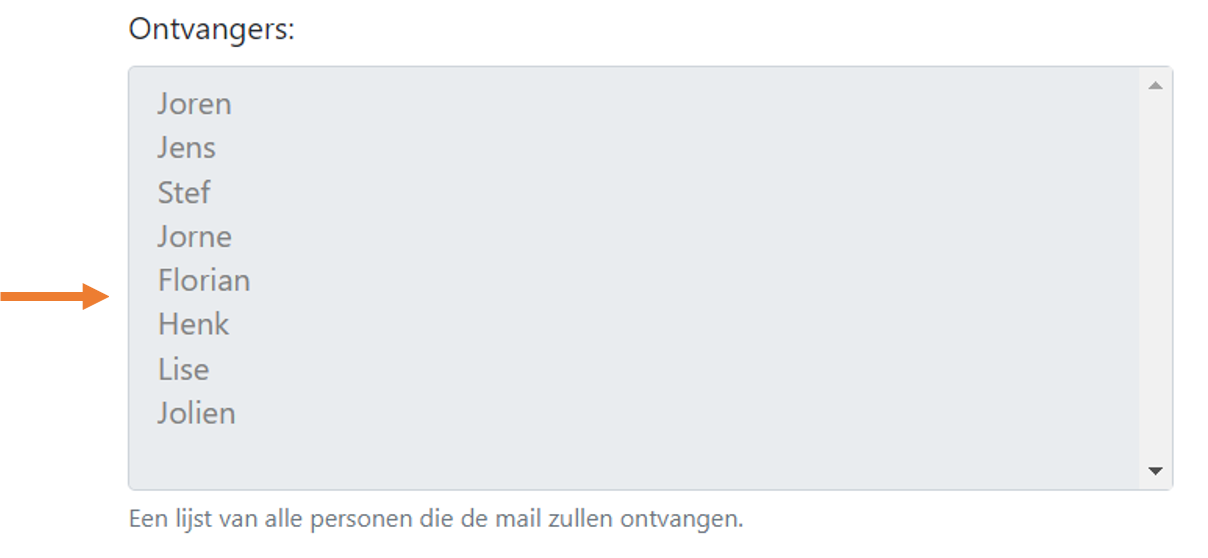 Ontvangers:
Joren
Jens
Stef
Jorne
Florian
Henk
Lise
Jolien
Een lijst van alle personen die de mail zullen ontvangen.